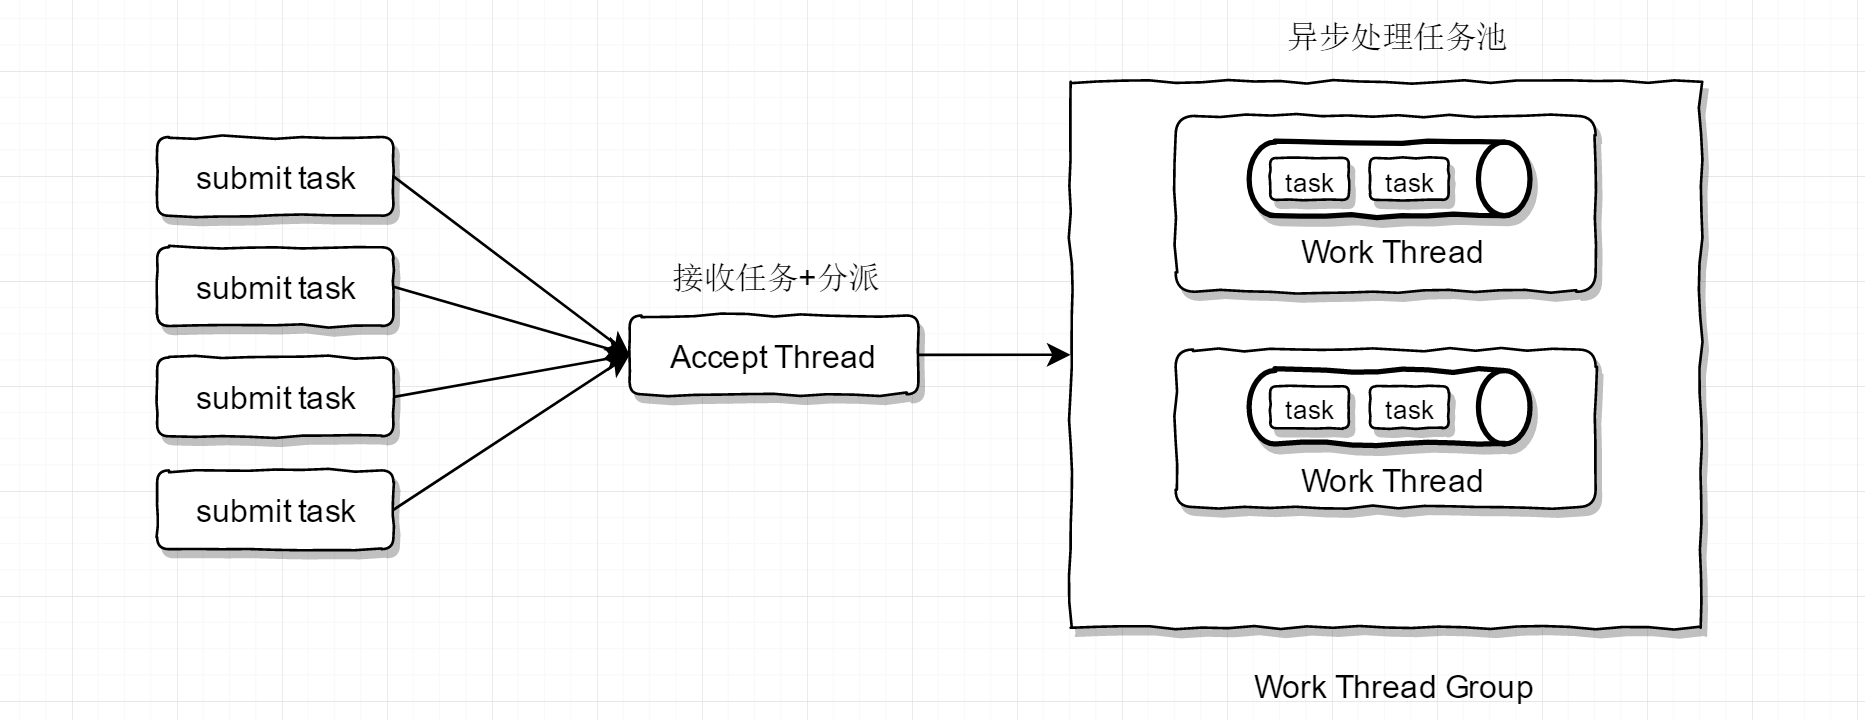 异步处理任务池
submit task
submit task
submit task
submit task
接收任务+分派
Accept Thread
task
task
Work Thread
task
task
Work Thread
Work Thread Group